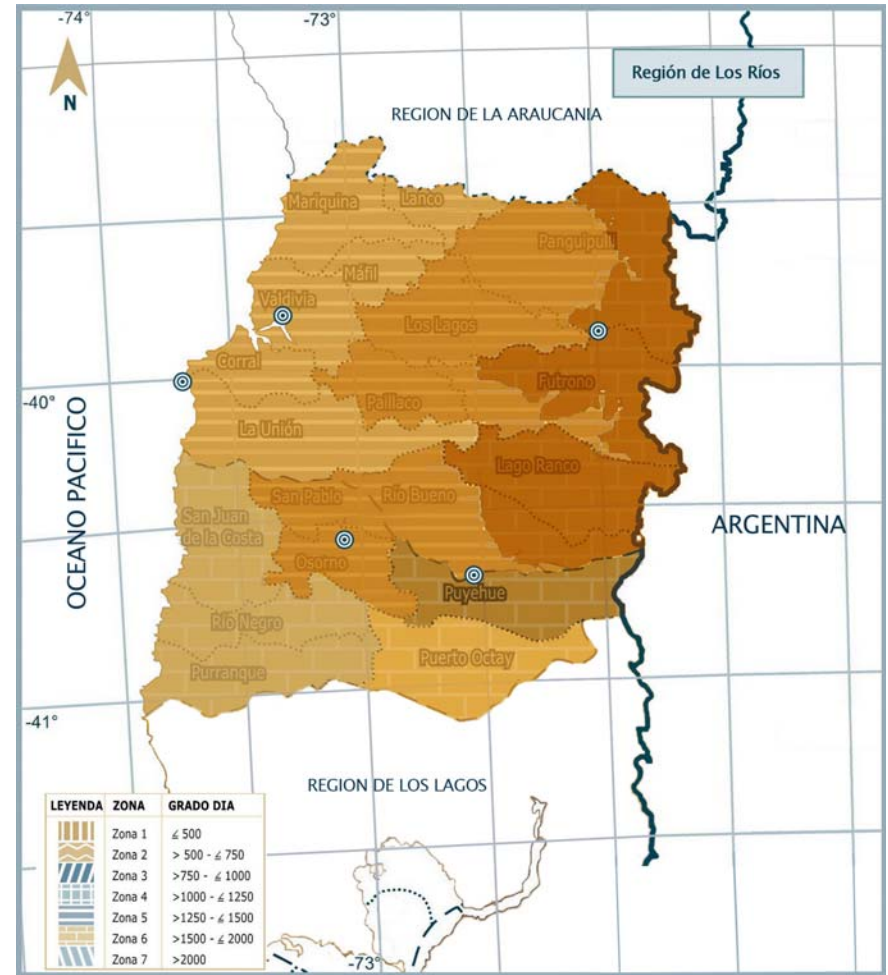 -74°
-73°
N
Región de Los Ríos
REGION DE LA ARAUCANIA
Mariquina
Lanco
Panguipulli
Máfil
Valdivia
Los Lagos
Corral
Futrono
-40°
Paillaco
La Unión
OCEANO PACIFICO
Lago Ranco
San Pablo
Río Bueno
San Juan
de la Costa
ARGENTINA
Osorno
Puyehue
Río Negro
Puerto Octay
Purranque
-41°
REGION DE LOS LAGOS
LEYENDA ZONA GRADO DIA
Zona 1 ≤ 500
Zona 2 > 500 - ≤ 750
Zona 3 >750 - ≤ 1000
Zona 4 >1000 - ≤ 1250
Zona 5 >1250 - ≤ 1500
Zona 6 >1500 - ≤ 2000
Zona 7 >2000
-73°